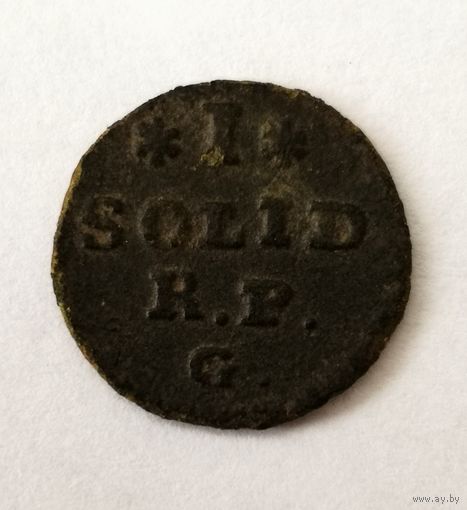 * I *
SOLID
R.P.
G.
www.ay.by